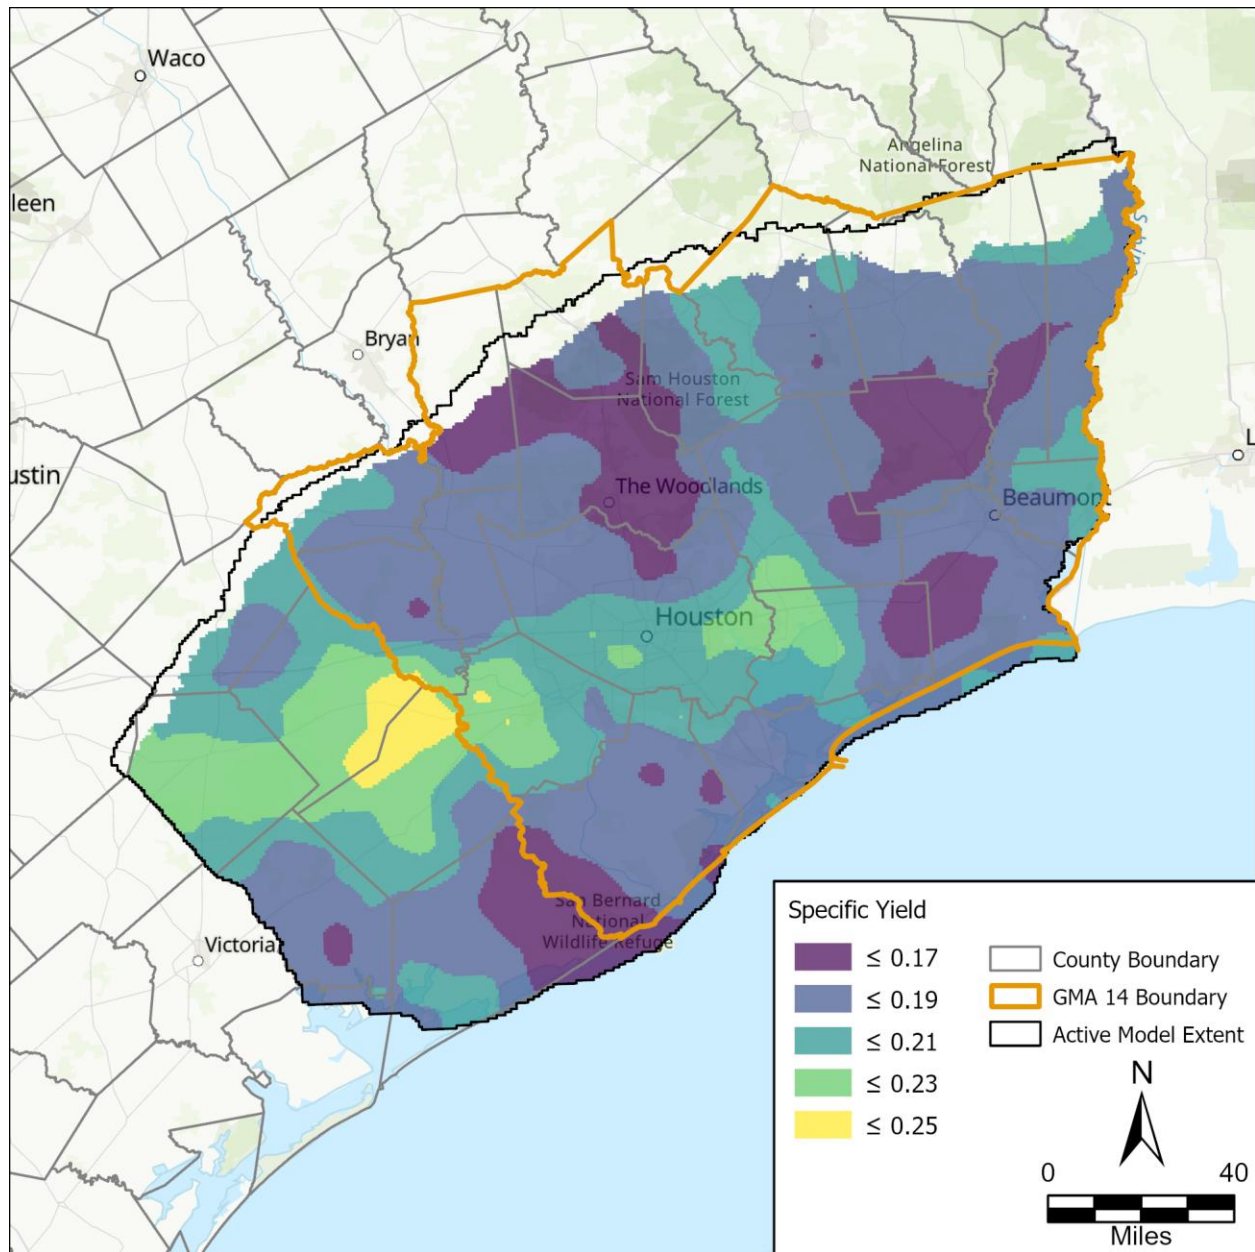 Waco
Angelina
National Forest
leen
Sabine
Bryan
Sam Houston
National Forest
L
ustin
The Woodlands
Beaumont
Houston
San Bernard
National
Wildlife Refuge
Victoria
Specific Yield
≤ 0.17
≤ 0.19
≤ 0.21
≤ 0.23
≤ 0.25
County Boundary
GMA 14 Boundary
Active Model Extent
N
0 40
Miles